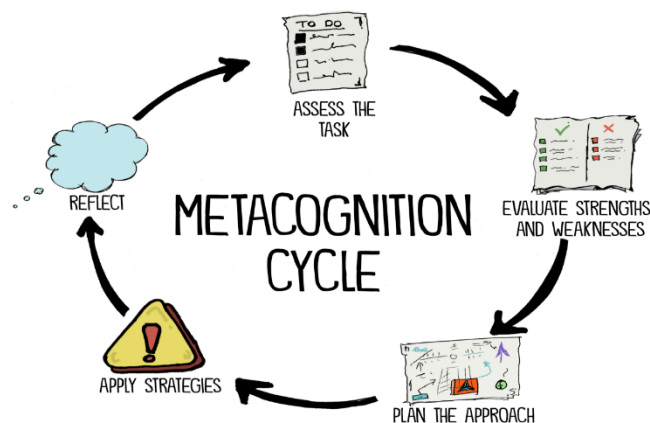 TO DO
ASSESS THE
TASK
EVALUATE STRENGTHS
AND WEAKNESSES
PLAN THE APPROACH
APPLY STRATEGIES
REFLECT
METACOGNITION
CYCLE